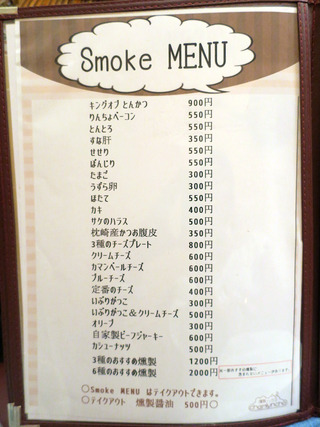 Smoke MENU
キングオブ とんかつ 900円
りんちょベーコン 550円
とんとろ 550円
すな肝 350円
せせり 550円
ぼんじり 550円
たまご 300円
うずら卵 300円
ほたて 550円
カキ 400円
サケのハラス 500円
枕崎産かつお腹皮 350円
3種のチーズプレート 800円
クリームチーズ 600円
カマンベールチーズ 600円
ブルーチーズ 600円
定番のチーズ 400円
いぶりがっこ 300円
いぶりがっこ&クリームチーズ 500円
オリーブ 300円
自家製ビーフジャーキー 600円
カシューナッツ 500円
3種のおすすめ燻製 1200円
6種のおすすめ燻製 2000円
〇Smoke MENU はテイクアウトできます。
〇テイクアウト 燻製醤油 500円〇